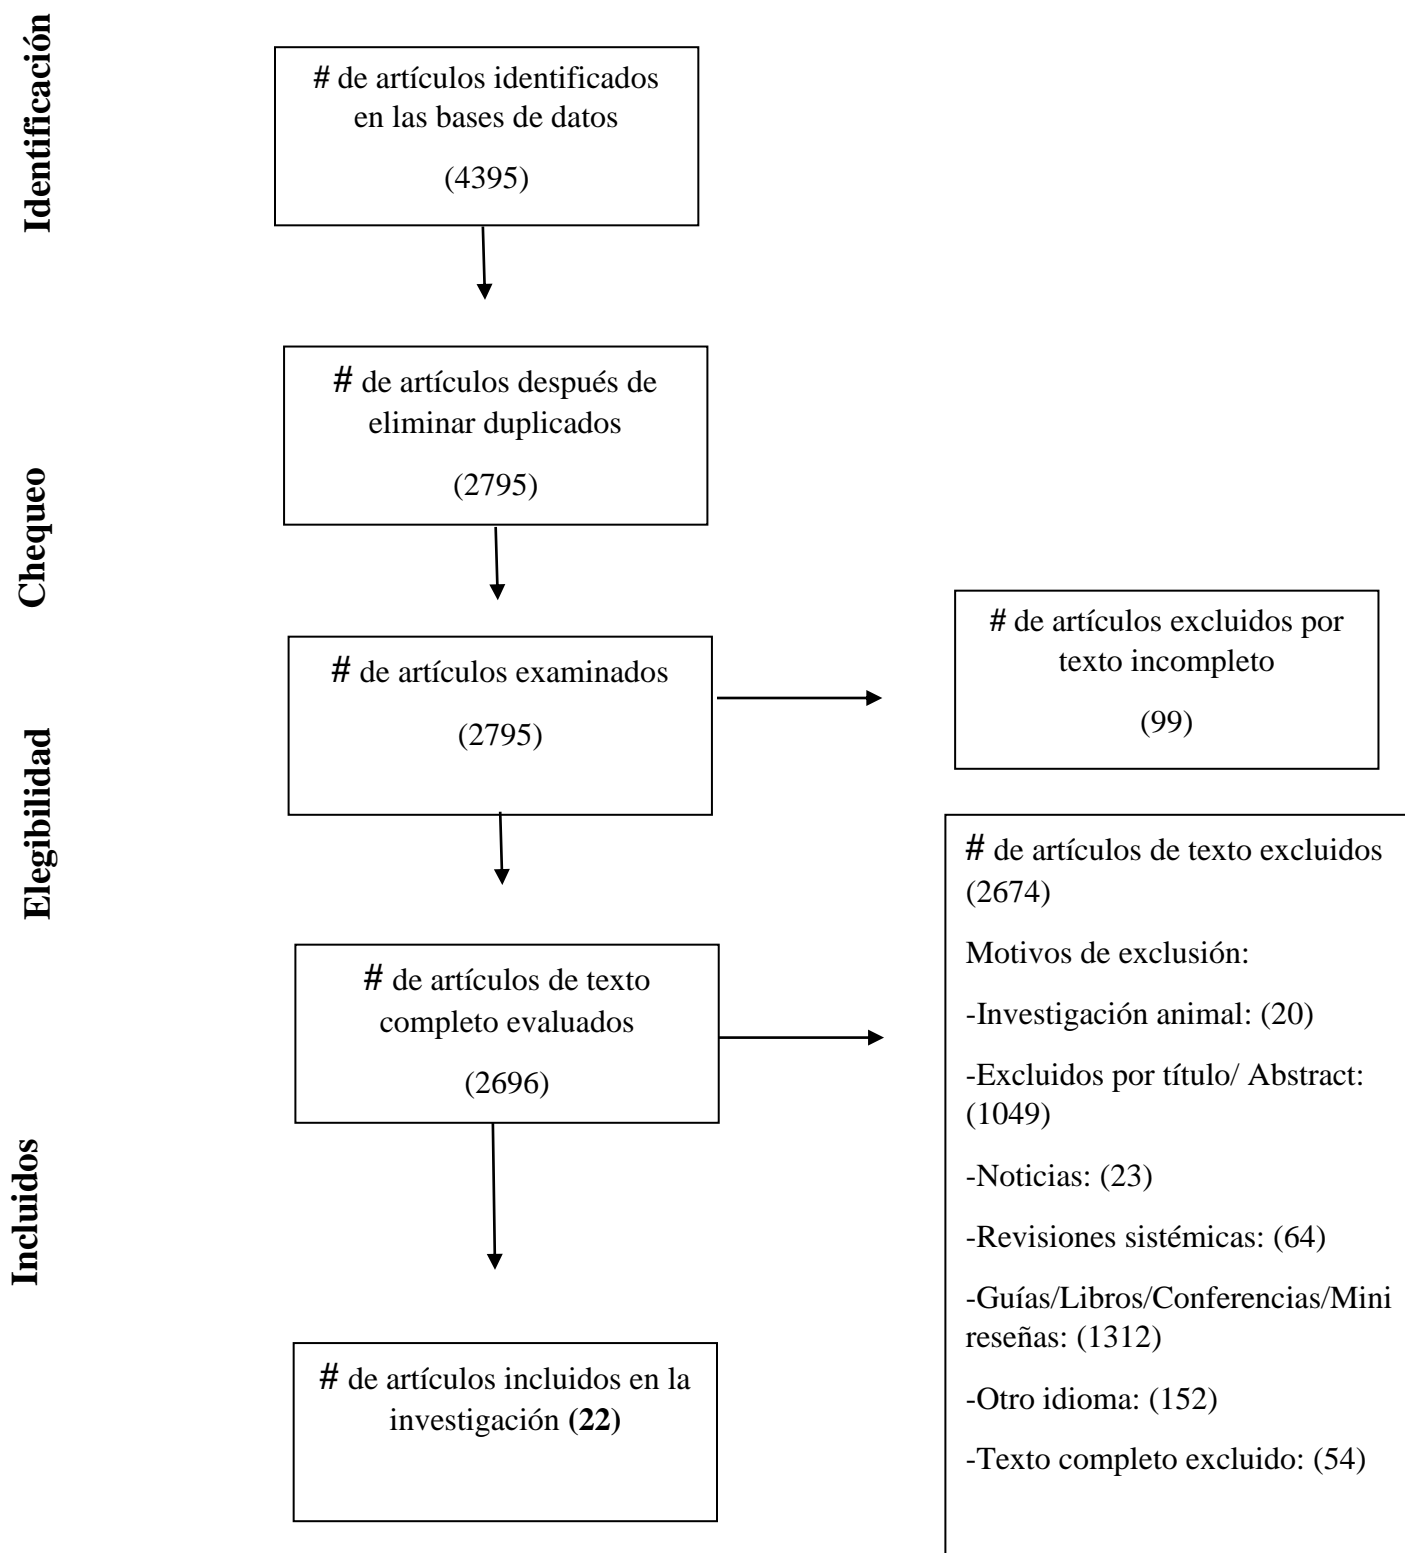 Identificación
# de artículos identificados
en las bases de datos
(4395)
# de artículos después de
eliminar duplicados
(2795)
Chequeo
# de artículos examinados
(2795)
# de artículos excluidos por
texto incompleto
(99)
Elegibilidad
# de artículos de texto
completo evaluados
(2696)
# de artículos de texto excluidos
(2674)
Motivos de exclusión:
-Investigación animal: (20)
-Excluidos por título/ Abstract:
(1049)
-Noticias: (23)
-Revisiones sistémicas: (64)
-Guías/Libros/Conferencias/Mini
reseñas: (1312)
-Otro idioma: (152)
-Texto completo excluido: (54)
Incluidos
# de artículos incluidos en la
investigación (22)